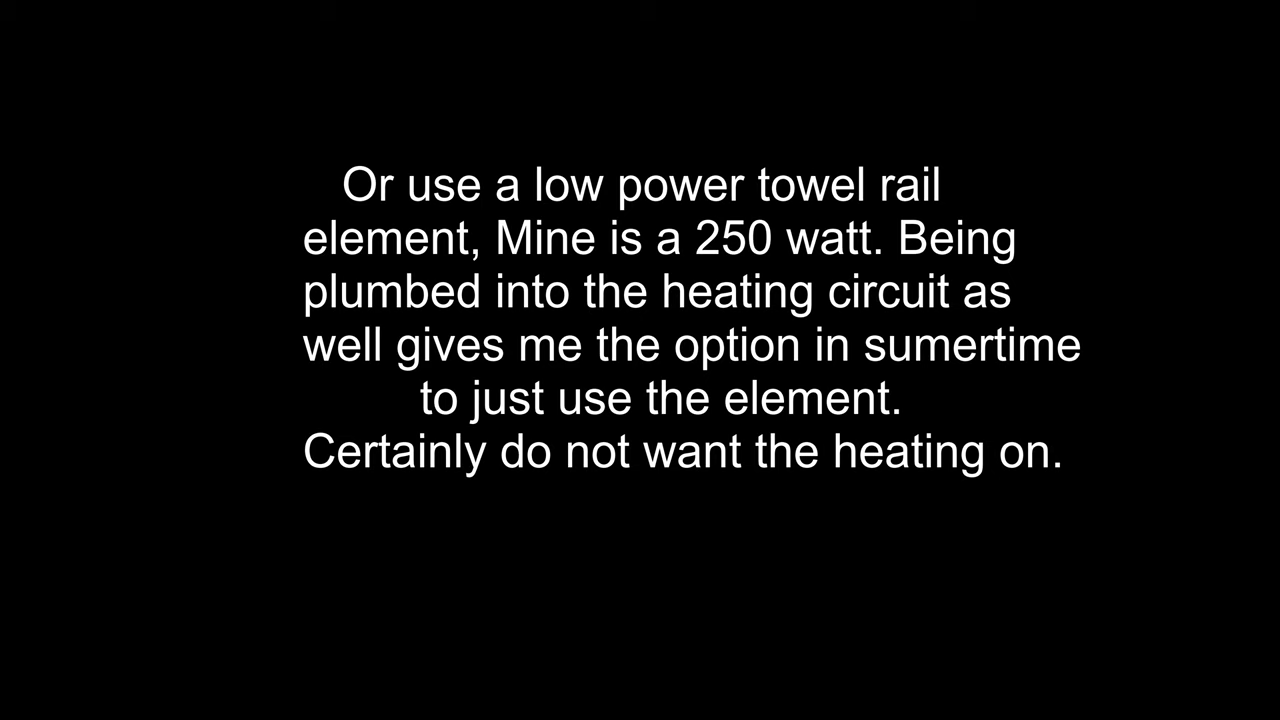 Or use a low power towel rail
element, Mine is a 250 watt. Being
plumbed into the heating circuit as
well gives me the option in sumertime
to just use the element.
Certainly do not want the heating on.